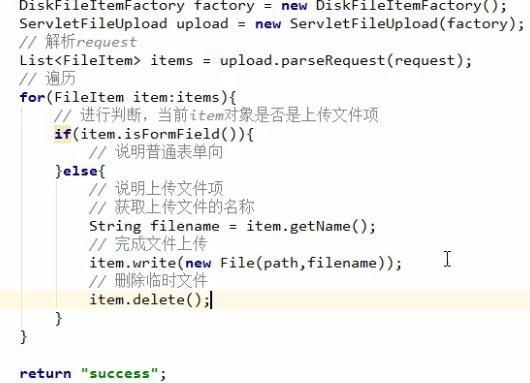 DiskFileItemFactory factory = new DiskFileItemFactory();
ServletFileUpload upload = new ServletFileUpload(factory);
// 解析request
List<FileItem> items = upload.parseRequest(request);
// 遍历
for(FileItem item:items){
// 进行判断，当前item对象是否是上传文件项
if(item.isFormField()){
// 说明普通表单向
}else{
// 说明上传文件项
// 获取上传文件的名称
String filename = item.getName();
// 完成文件上传
item.write(new File(path,filename));
// 删除临时文件
item.delete();
}
}
return "success";